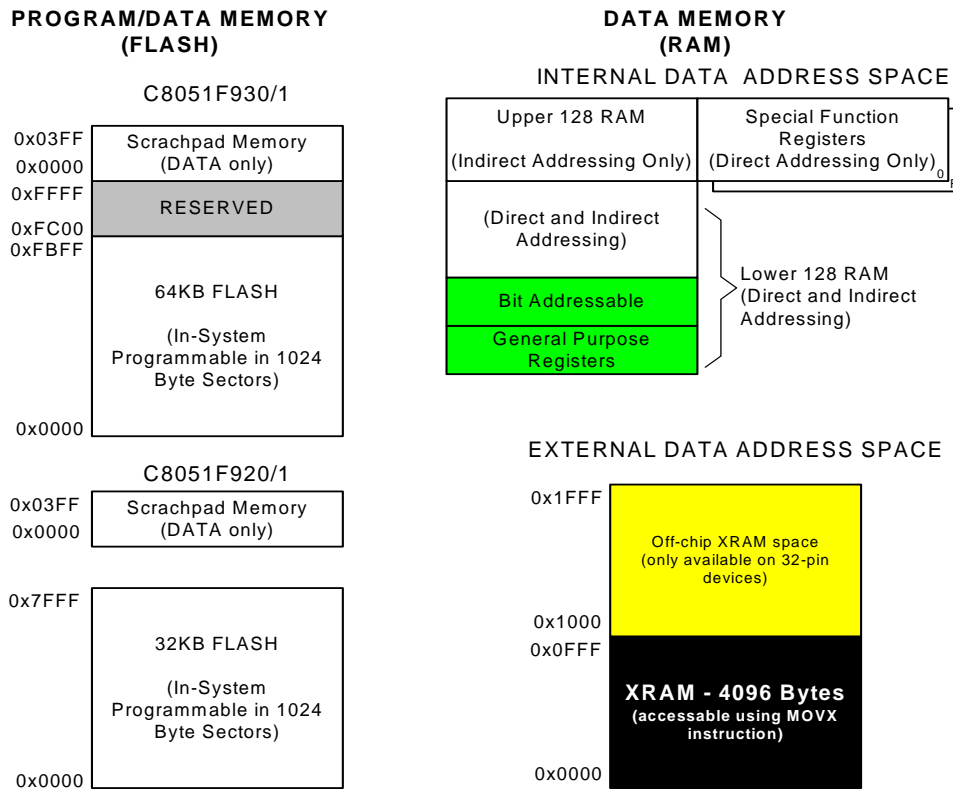 PROGRAM/DATA MEMORY
(FLASH)
C8051F930/1
0x03FF
Scrachpad Memory
(DATA only)
0x0000
0xFFFF
RESERVED
0xFC00
0xFBFF
64KB FLASH
(In-System
Programmable in 1024
Byte Sectors)
0x0000
C8051F920/1
0x03FF
Scrachpad Memory
(DATA only)
0x0000
0x7FFF
32KB FLASH
(In-System
Programmable in 1024
Byte Sectors)
0x0000
DATA MEMORY
(RAM)
INTERNAL DATA ADDRESS SPACE
Upper 128 RAM
(Indirect Addressing Only)
Special Function
Registers
(Direct Addressing Only)
0
(Direct and Indirect
Addressing)
Bit Addressable
General Purpose
Registers
Lower 128 RAM
(Direct and Indirect
Addressing)
EXTERNAL DATA ADDRESS SPACE
0x1FFF
Off-chip XRAM space
(only available on 32-pin
devices)
0x1000
0x0FFF
XRAM - 4096 Bytes
(accessable using MOVX
instruction)
0x0000